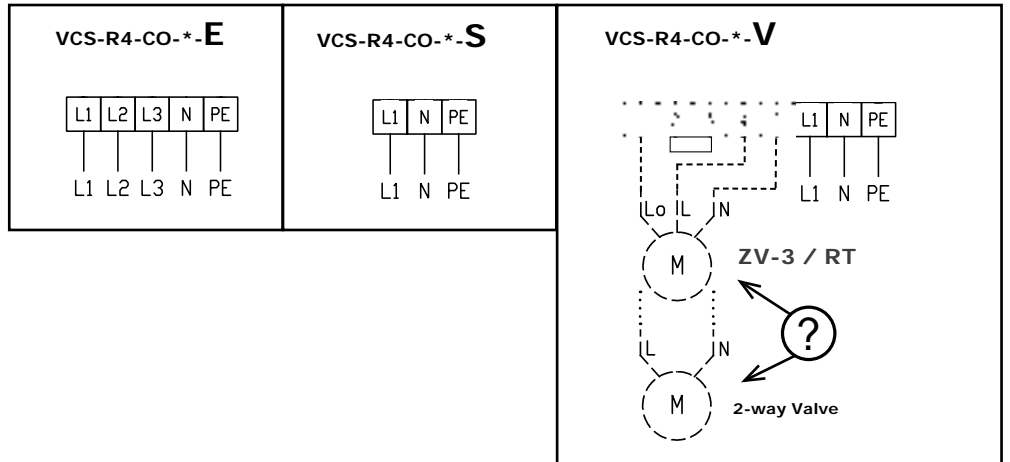 VCS-R4-CO-*-E
L1 L2 L3 N PE
L1 L2 L3 N PE
VCS-R4-CO-*-S
L1 N PE
L1 N PE
VCS-R4-CO-*-V
L1 N PE
L1 N PE
Lo L N
M
ZV-3 / RT
?
L N
M
2-way Valve